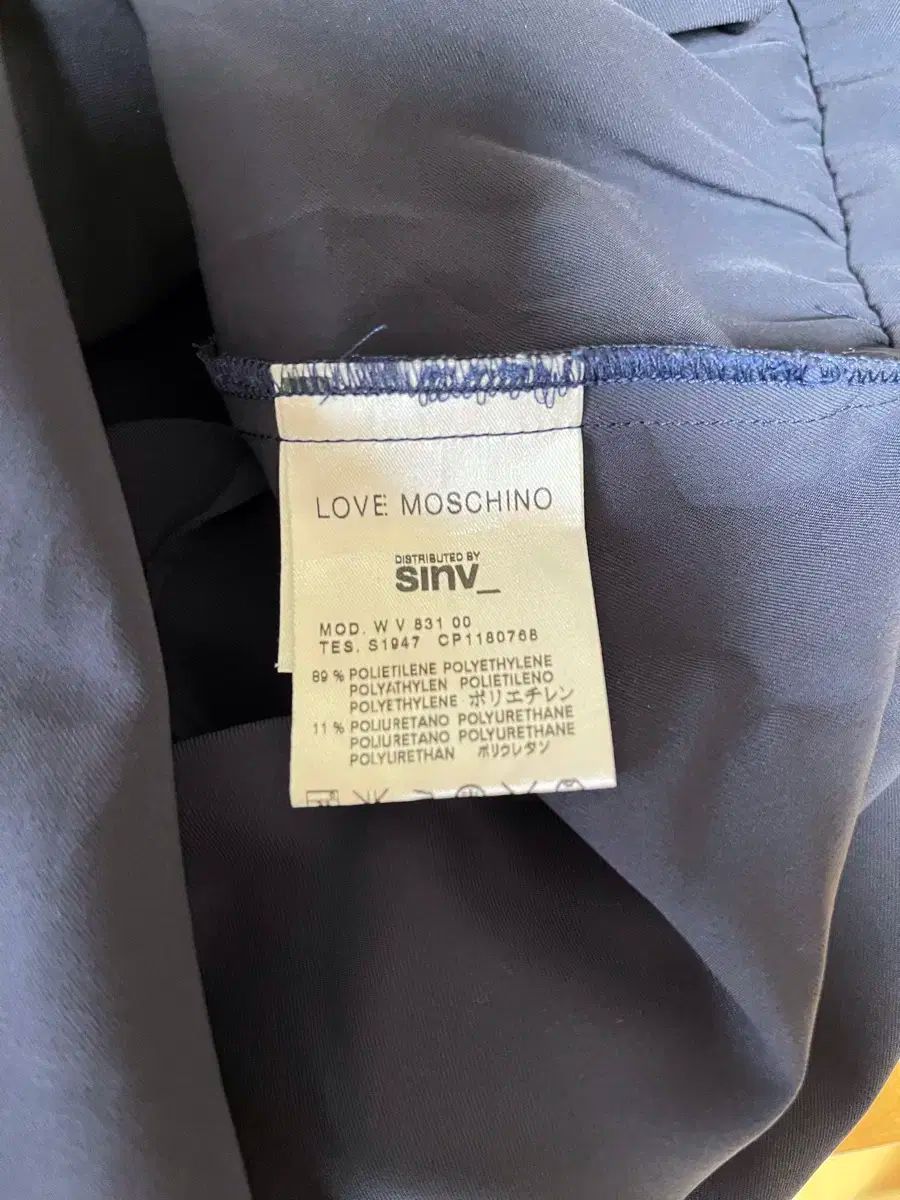 LOVE MOSCHINO
DISTRIBUTED BY
sinv_
MOD. W V 831 00
TES. S1947 CP1180768
89 % POLIETILENE POLYETHYLENE
POLYATHYLEN POLIETILENO
POLYETHYLENE ポリエチレン
11 % POLIURETANO POLYURETHANE
POLIURETANO POLYURETHANE
POLYURETHAN ポリウレタン